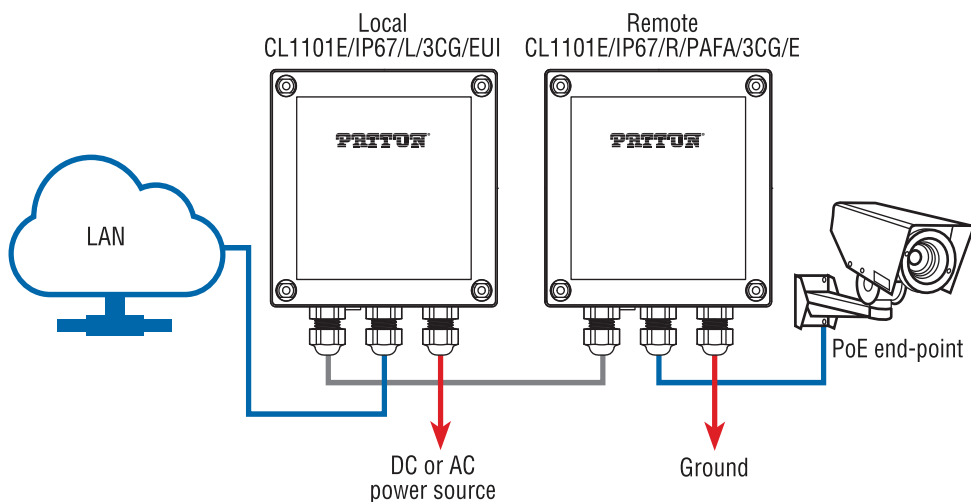 Local
CL1101E/IP67/L/3CG/EUI
Remote
CL1101E/IP67/R/PAFA/3CG/E
PATTON®
PATTON®
LAN
PoE end-point
DC or AC
power source
Ground